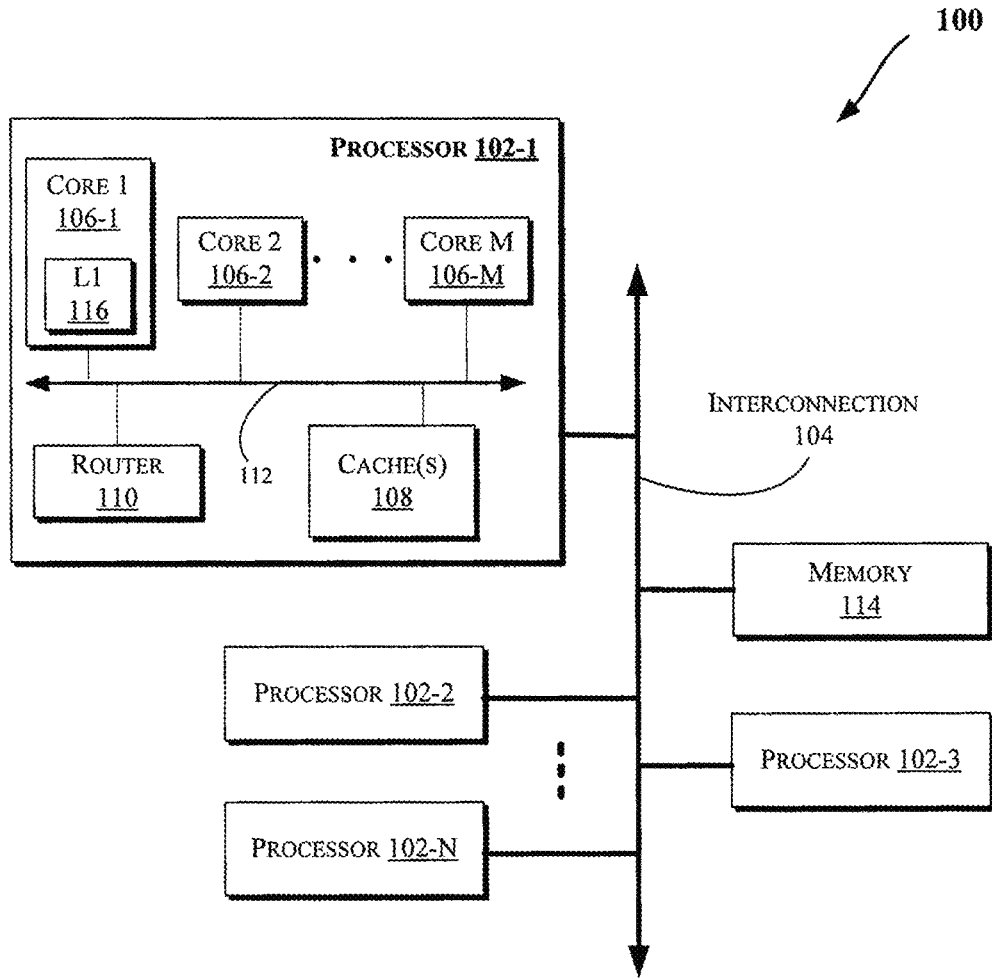 100
PROCESSOR 102-1
CORE 1
106-1
L1
116
CORE 2
106-2
CORE M
106-M
ROUTER
110
112
CACHE(S)
108
INTERCONNECTION
104
MEMORY
114
PROCESSOR 102-2
PROCESSOR 102-3
PROCESSOR 102-N